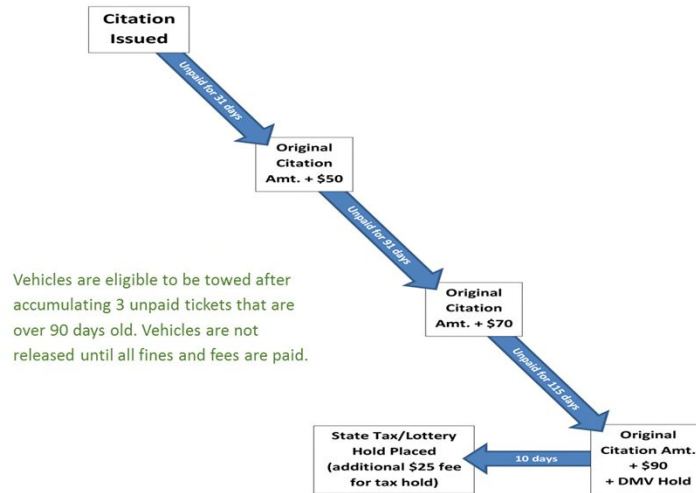 Citation
Issued
Unpaid for 31 days
Original
Citation
Amt. + $50
Unpaid for 91 days
Vehicles are eligible to be towed after
accumulating 3 unpaid tickets that are
over 90 days old. Vehicles are not
released until all fines and fees are paid.
Original
Citation
Amt. + $70
Unpaid for 115 days
Original
Citation Amt.
+ $90
+ DMV Hold
10 days
State Tax/Lottery
Hold Placed
(additional $25 fee
for tax hold)